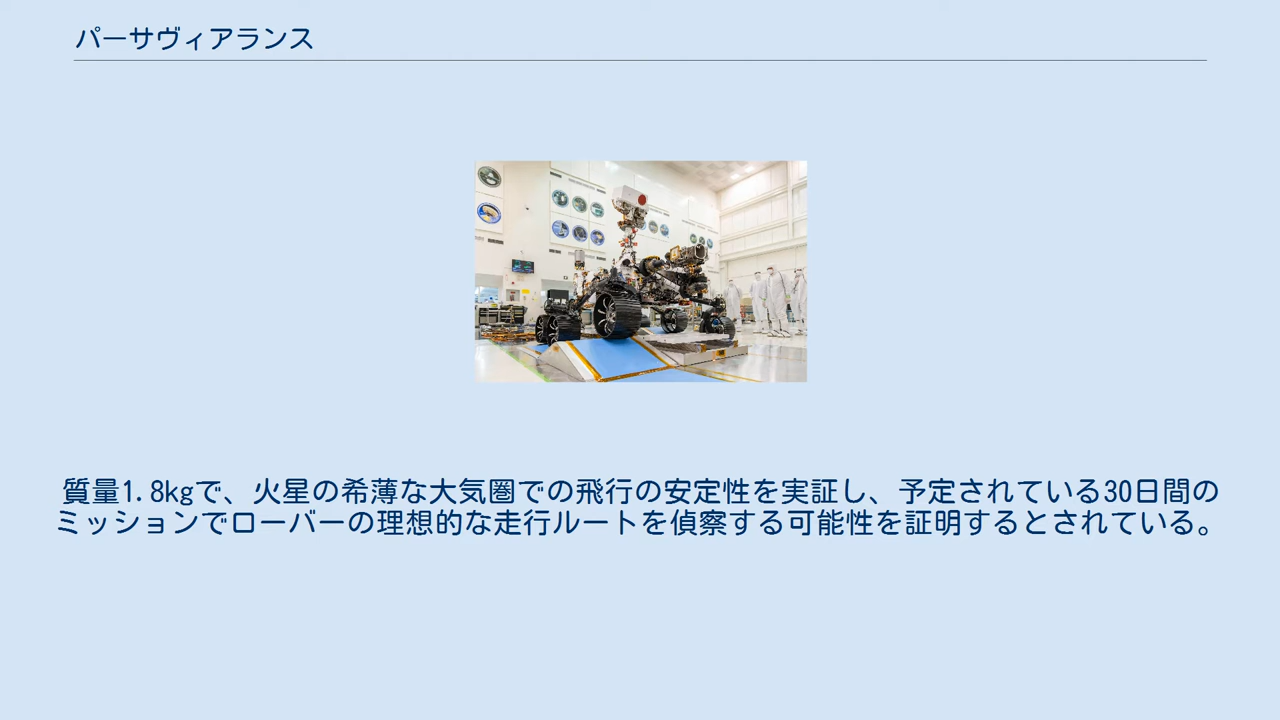 パーサヴィアランス
質量1.8kgで、火星の希薄な大気圏での飛行の安定性を実証し、予定されている30日間の
ミッションでローバーの理想的な走行ルートを偵察する可能性を証明するとされている。